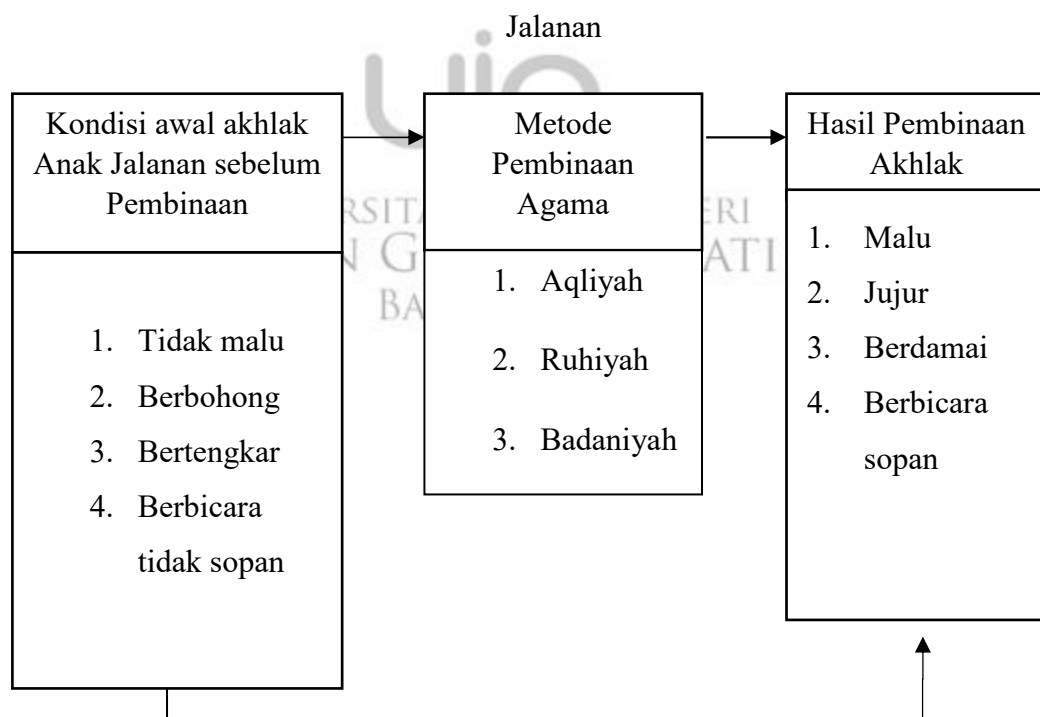 Jalanan
Kondisi awal akhlak
Anak Jalanan sebelum
Pembinaan
1. Tidak malu
2. Berbohong
3. Bertengkar
4. Berbicara
tidak sopan
Metode
Pembinaan
Agama
1. Aqliyah
2. Ruhiyah
3. Badaniyah
Hasil Pembinaan
Akhlak
1. Malu
2. Jujur
3. Berdamai
4. Berbicara
sopan